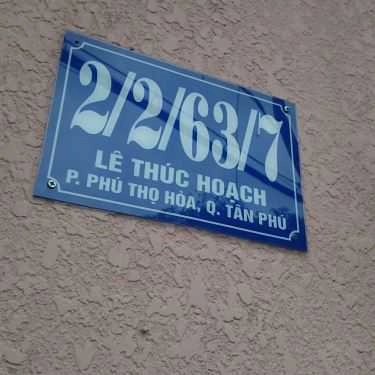 2/2/63/7
LÊ THÚC HOẠCH
P. PHÚ THỌ HÒA, Q. TÂN PHÚ